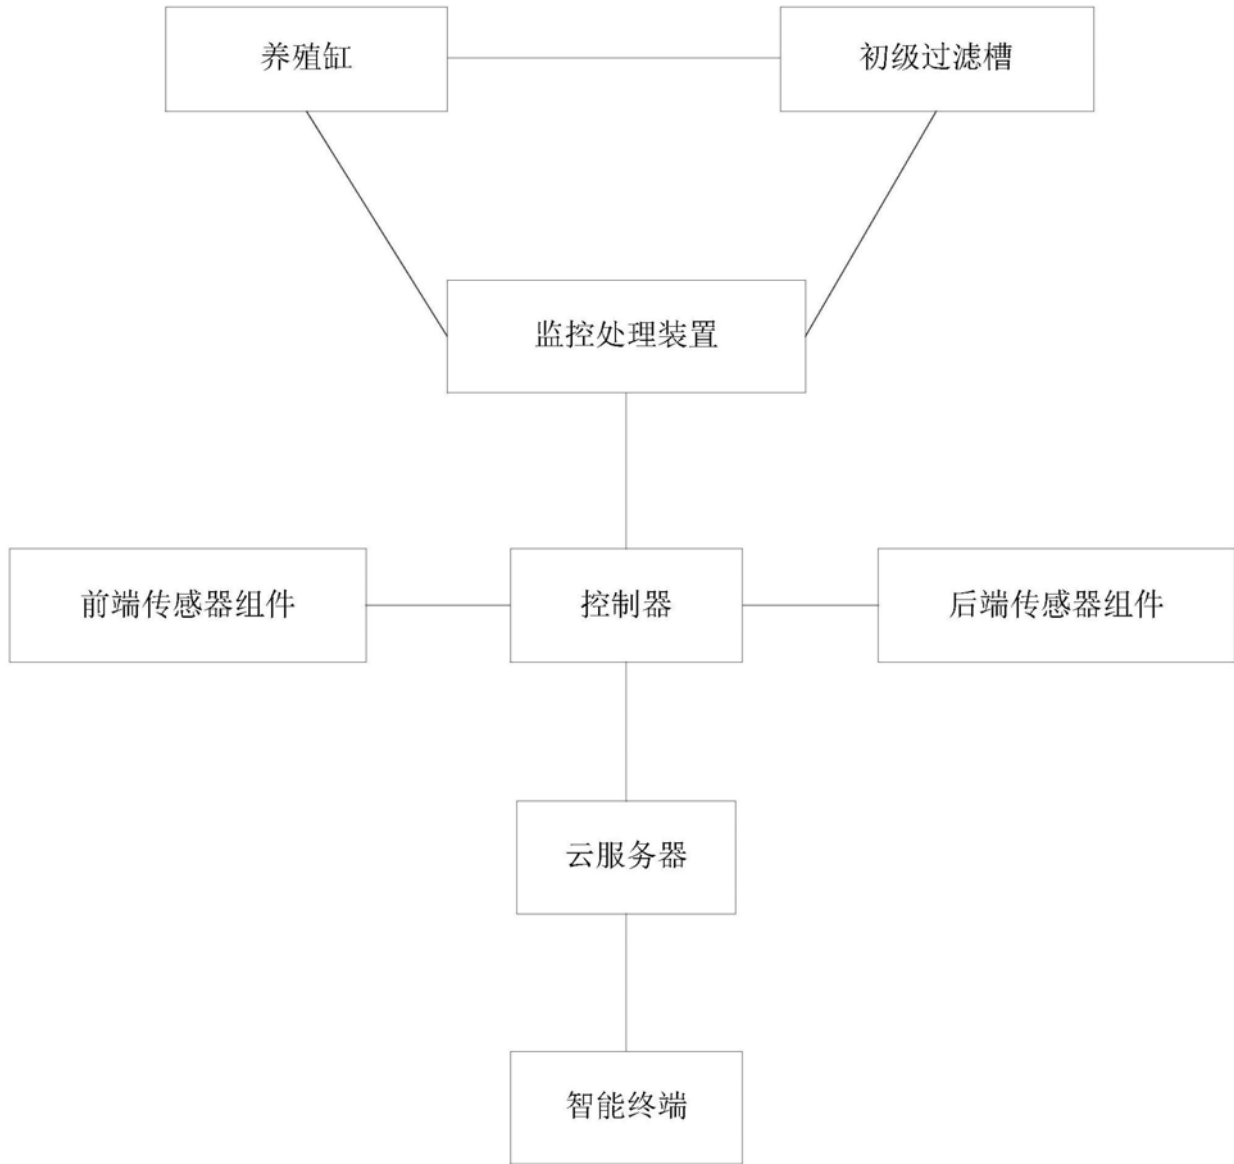 养殖缸
初级过滤槽
监控处理装置
前端传感器组件
控制器
后端传感器组件
云服务器
智能终端